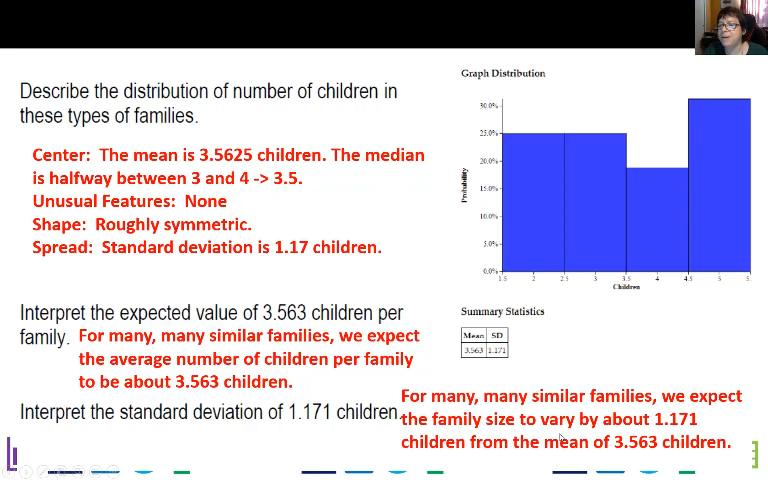 Describe the distribution of number of children in
these types of families.
Center:  The mean is 3.5625 children. The median
is halfway between 3 and 4 -> 3.5.
Unusual Features:  None
Shape:  Roughly symmetric.
Spread:  Standard deviation is 1.17 children.
Interpret the expected value of 3.563 children per
family.
For many, many similar families, we expect
the average number of children per family
to be about 3.563 children.
Interpret the standard deviation of 1.171 children.
For many, many similar families, we expect
the family size to vary by about 1.171
children from the mean of 3.563 children.
Graph Distribution
Probability
30.0%
25.0%
20.0%
15.0%
10.0%
5.0%
0.0%
1.5 2 2.5 3 3.5 4 4.5 5 5.
Children
Summary Statistics
Mean SD
3.563 1.171